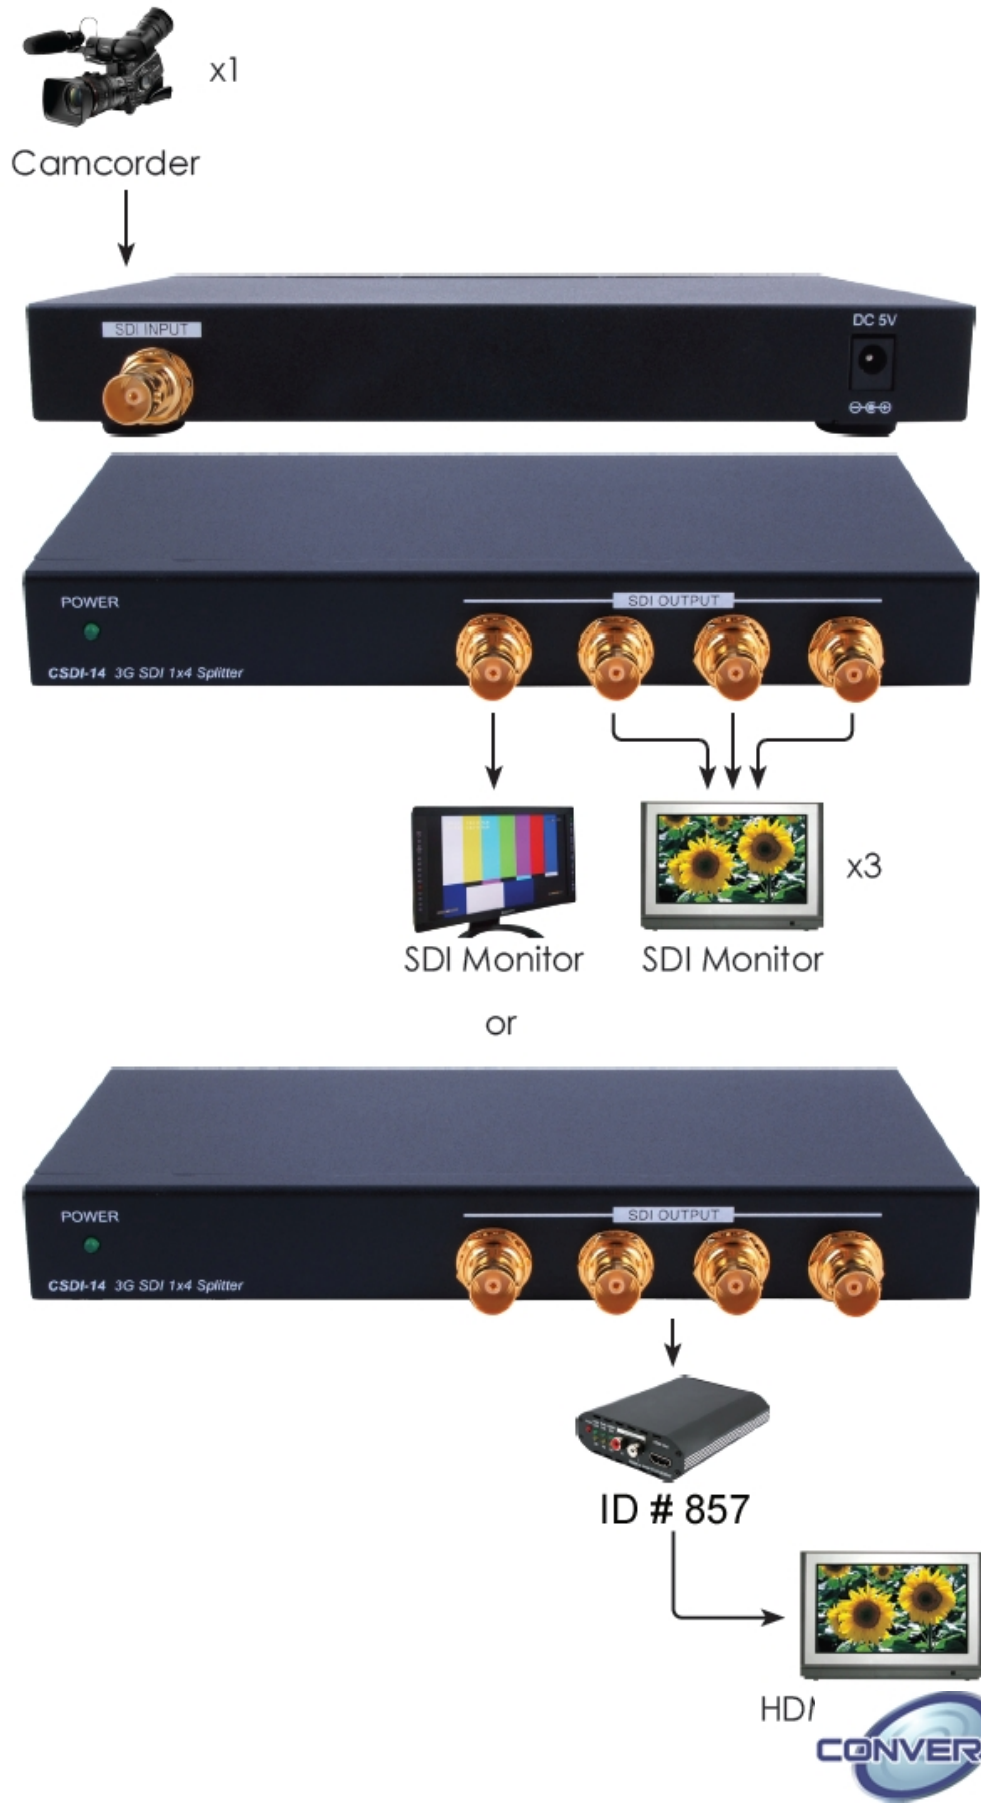 x1
Camcorder
SDI INPUT
DC 5V
POWER
SDI OUTPUT
CSDI-14 3G SDI 1x4 Splitter
x3
SDI Monitor
SDI Monitor
or
POWER
SDI OUTPUT
CSDI-14 3G SDI 1x4 Splitter
ID # 857
CONVER